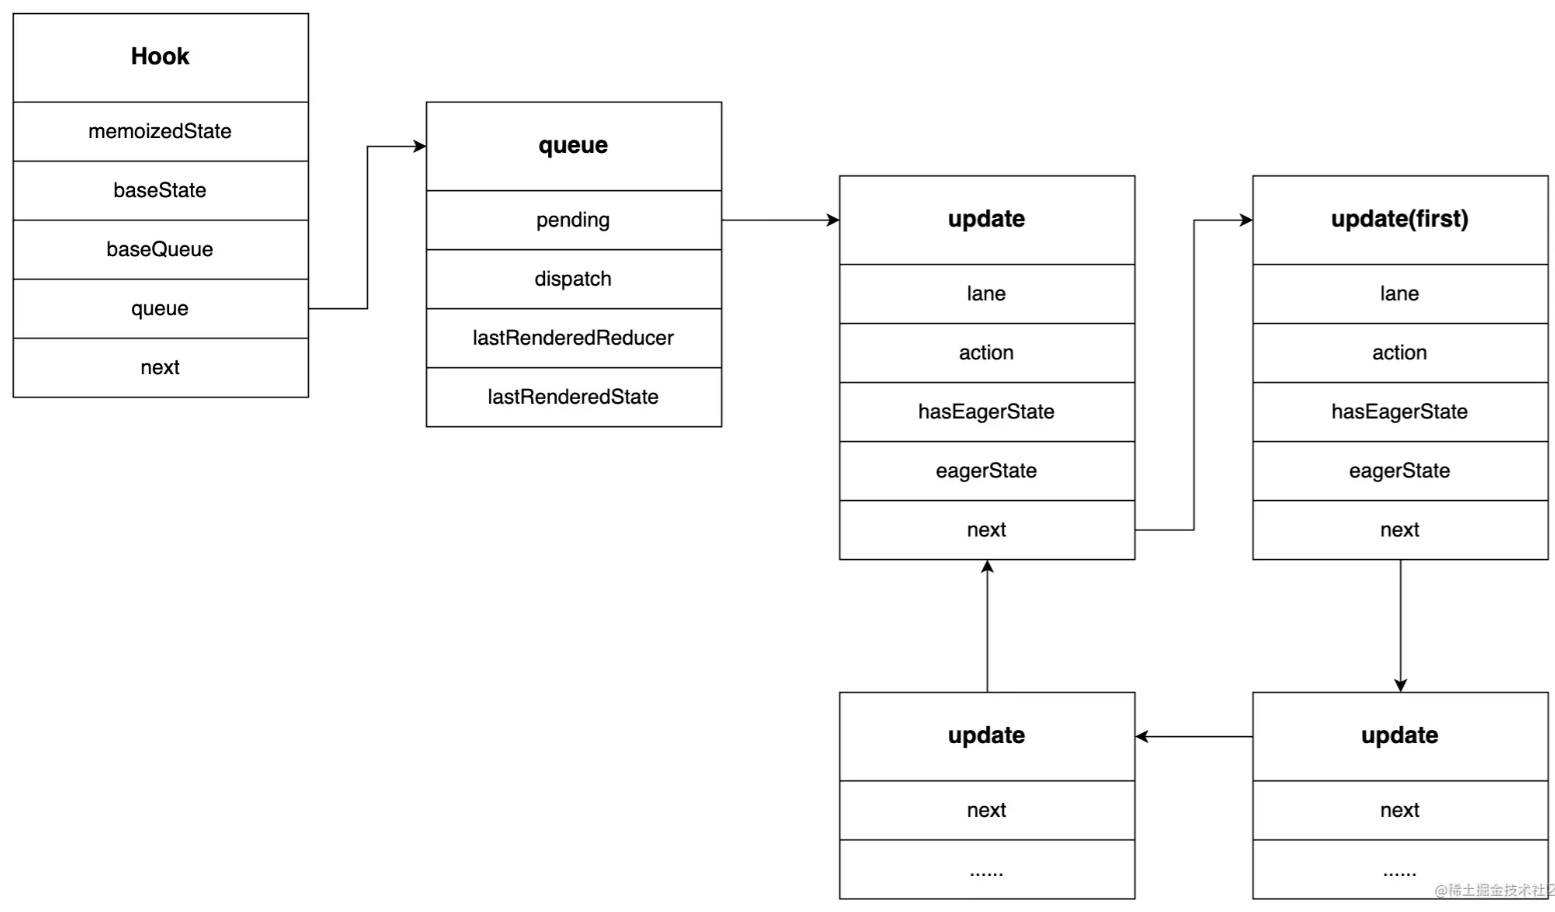 Hook
memoizedState
baseState
baseQueue
queue
next
queue
pending
dispatch
lastRenderedReducer
lastRenderedState
update
lane
action
hasEagerState
eagerState
next
update(first)
lane
action
hasEagerState
eagerState
next
update
next
......
update
next
......
@稀土掘金技术社区